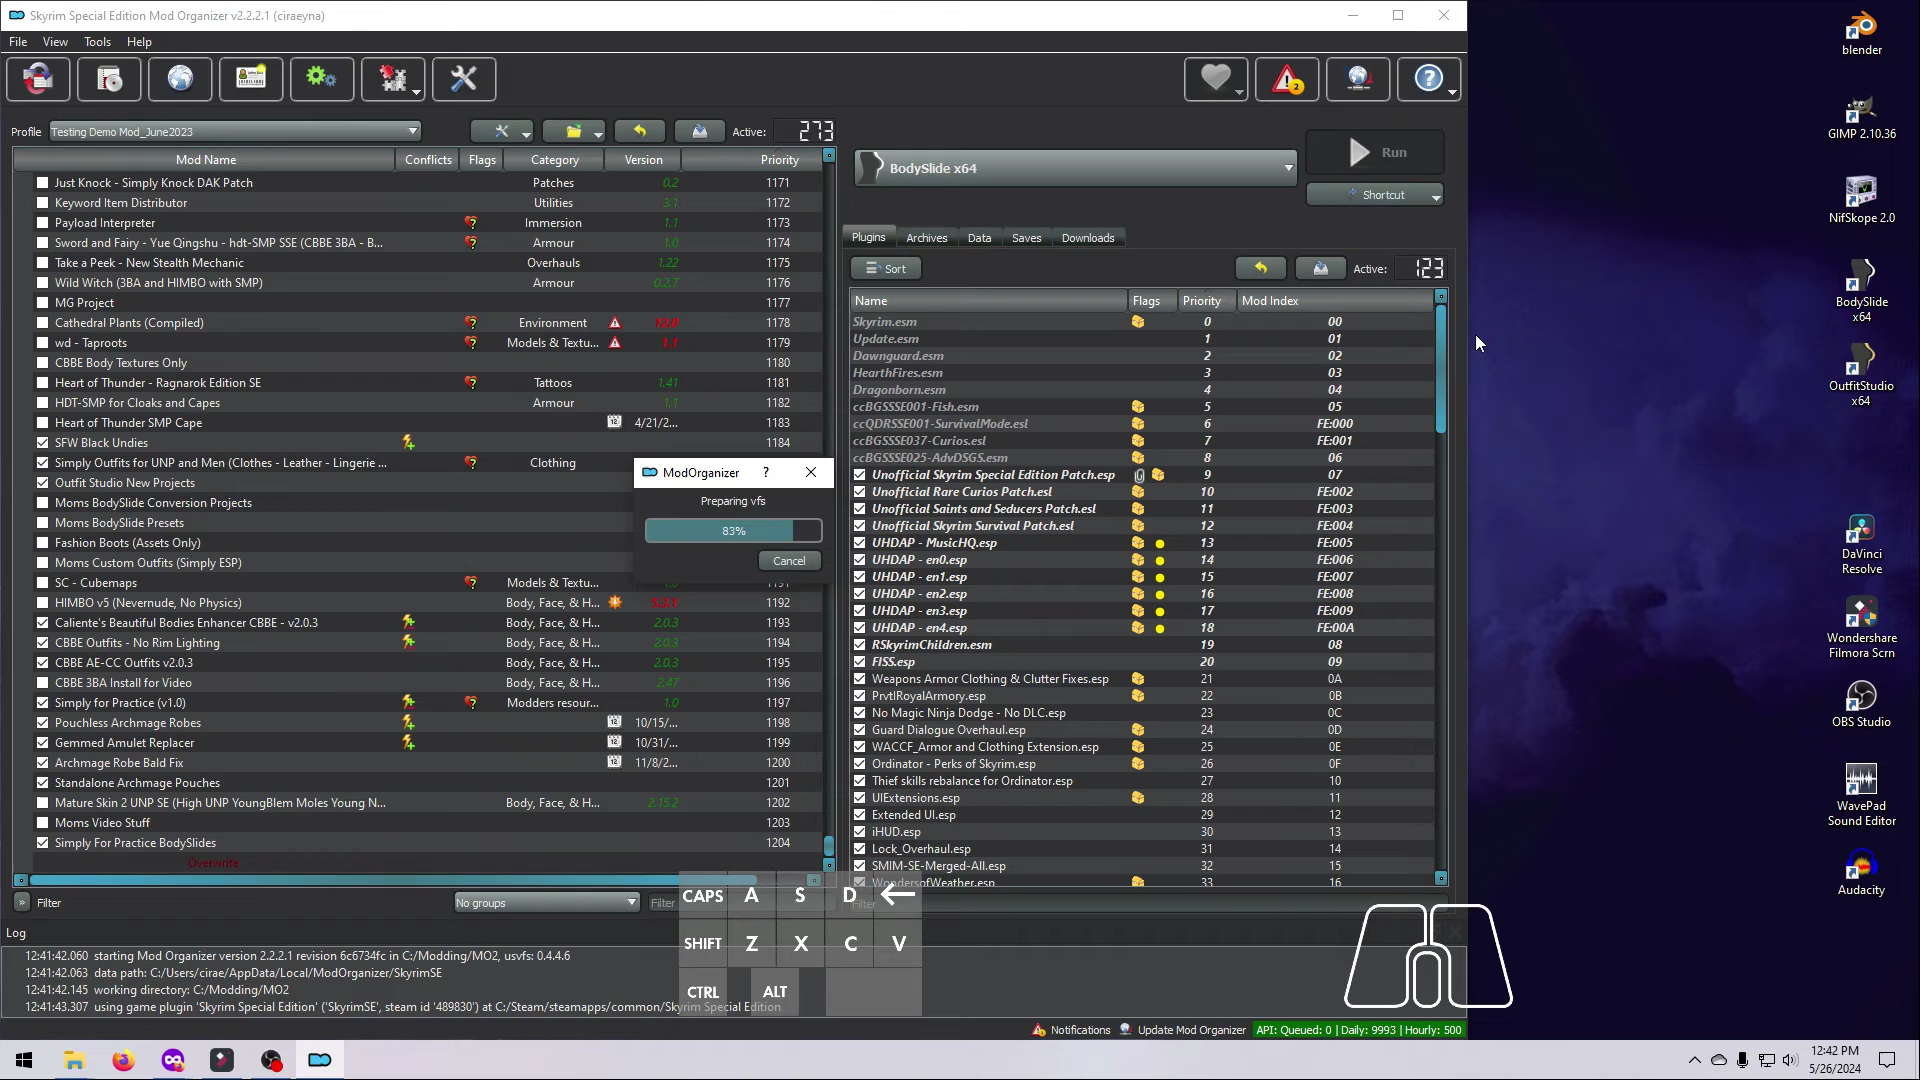 Skyrim Special Edition Mod Organizer v2.2.2.1 (ciraeyna)
File View Tools Help
Profile Testing Demo Mod_June2023 Active: 273
Mod Name Conflicts Flags Category Version Priority
Just Knock - Simply Knock DAK Patch Patches 0.2 1171
Keyword Item Distributor Utilities 3.1 1172
Payload Interpreter Immersion 1.1 1173
Sword and Fairy - Yue Qingshu - hdt-SMP SSE (CBBE 3BA - B... Armour 1.0 1174
Take a Peek - New Stealth Mechanic Overhauls 1.22 1175
Wild Witch (3BA and HIMBO with SMP) Armour 0.2.7 1176
MG Project 1177
Cathedral Plants (Compiled) Environment 12.0 1178
wd - Taproots Models & Textu... 1.1 1179
CBBE Body Textures Only 1180
Heart of Thunder - Ragnarok Edition SE Tattoos 1.41 1181
HDT-SMP for Cloaks and Capes Armour 1.1 1182
Heart of Thunder SMP Cape 4/21/2... 1183
SFW Black Undies 1184
Simply Outfits for UNP and Men (Clothes - Leather - Lingerie ... Clothing
Outfit Studio New Projects
Moms BodySlide Conversion Projects
Moms BodySlide Presets
Fashion Boots (Assets Only)
Moms Custom Outfits (Simply ESP)
SC - Cubemaps Models & Textu...
HIMBO v5 (Nevernude, No Physics) Body, Face, & H... 5.3.1 1192
Caliente's Beautiful Bodies Enhancer CBBE - v2.0.3 Body, Face, & H... 2.0.3 1193
CBBE Outfits - No Rim Lighting Body, Face, & H... 2.0.3 1194
CBBE AE-CC Outfits v2.0.3 Body, Face, & H... 2.0.3 1195
CBBE 3BA Install for Video Body, Face, & H... 2.47 1196
Simply for Practice (v1.0) Modders resour... 1.0 1197
Pouchless Archmage Robes 10/15/... 1198
Gemmed Amulet Replacer 10/31/... 1199
Archmage Robe Bald Fix 11/8/2... 1200
Standalone Archmage Pouches 1201
Mature Skin 2 UNP SE (High UNP YoungBlem Moles Young N... Body, Face, & H... 2.15.2 1202
Moms Video Stuff 1203
Simply For Practice BodySlides 1204
Overwrite
Filter No groups Filter
ModOrganizer ?
Preparing vfs
83%
Cancel
BodySlide x64
Run
Shortcut
Plugins Archives Data Saves Downloads
Sort Active: 123
Name Flags Priority Mod Index
Skyrim.esm 0 00
Update.esm 1 01
Dawnguard.esm 2 02
HearthFires.esm 3 03
Dragonborn.esm 4 04
ccBGSSSE001-Fish.esm 5 05
ccQDRSSE001-SurvivalMode.esl 6 FE:000
ccBGSSSE037-Curios.esl 7 FE:001
ccBGSSSE025-AdvDSGS.esm 8 06
Unofficial Skyrim Special Edition Patch.esp 9 07
Unofficial Rare Curios Patch.esl 10 FE:002
Unofficial Saints and Seducers Patch.esl 11 FE:003
Unofficial Skyrim Survival Patch.esl 12 FE:004
UHDAP - MusicHQ.esp 13 FE:005
UHDAP - en0.esp 14 FE:006
UHDAP - en1.esp 15 FE:007
UHDAP - en2.esp 16 FE:008
UHDAP - en3.esp 17 FE:009
UHDAP - en4.esp 18 FE:00A
RSkyrimChildren.esm 19 08
FISS.esp 20 09
Weapons Armor Clothing & Clutter Fixes.esp 21 0A
PrvtlRoyalArmory.esp 22 0B
No Magic Ninja Dodge - No DLC.esp 23 0C
Guard Dialogue Overhaul.esp 24 0D
WACCF_Armor and Clothing Extension.esp 25 0E
Ordinator - Perks of Skyrim.esp 26 0F
Thief skills rebalance for Ordinator.esp 27 10
UIExtensions.esp 28 11
Extended UI.esp 29 12
iHUD.esp 30 13
Lock_Overhaul.esp 31 14
SMIM-SE-Merged-All.esp 32 15
WondersofWeather.esp 33 16
Filter
CAPS A S D
SHIFT Z X C V
CTRL ALT
Log
12:41:42.060 starting Mod Organizer version 2.2.2.1 revision 6c6734fc in C:/Modding/MO2, usvfs: 0.4.4.6
12:41:42.063 data path: C:/Users/cirae/AppData/Local/ModOrganizer/SkyrimSE
12:41:42.145 working directory: C:/Modding/MO2
12:41:43.307 using game plugin 'Skyrim Special Edition' ('SkyrimSE', steam id '489830') at C:/Steam/steamapps/common/Skyrim Special Edition
Notifications Update Mod Organizer API: Queued: 0 | Daily: 9993 | Hourly: 500
blender
GIMP 2.10.36
NifSkope 2.0
BodySlide
x64
OutfitStudio
x64
DaVinci
Resolve
Wondershare
Filmora Scrn
OBS Studio
WavePad
Sound Editor
Audacity
12:42 PM
5/26/2024